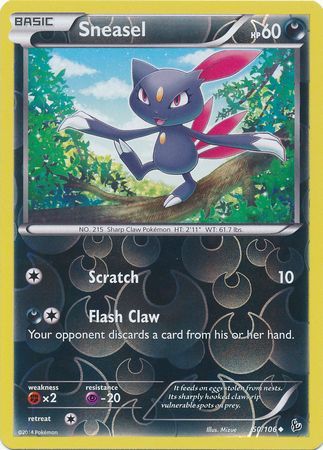 BASIC
Sneasel HP60
NO. 215 Sharp Claw Pokémon HT: 2'11" WT: 61.7 lbs.
Scratch 10
Flash Claw
Your opponent discards a card from his or her hand.
weakness resistance
×2 -20
retreat
It feeds on eggs stolen from nests.
Its sharply hooked claws rip
vulnerable spots on prey.
©2014 Pokémon Illus. Mizue 60/106